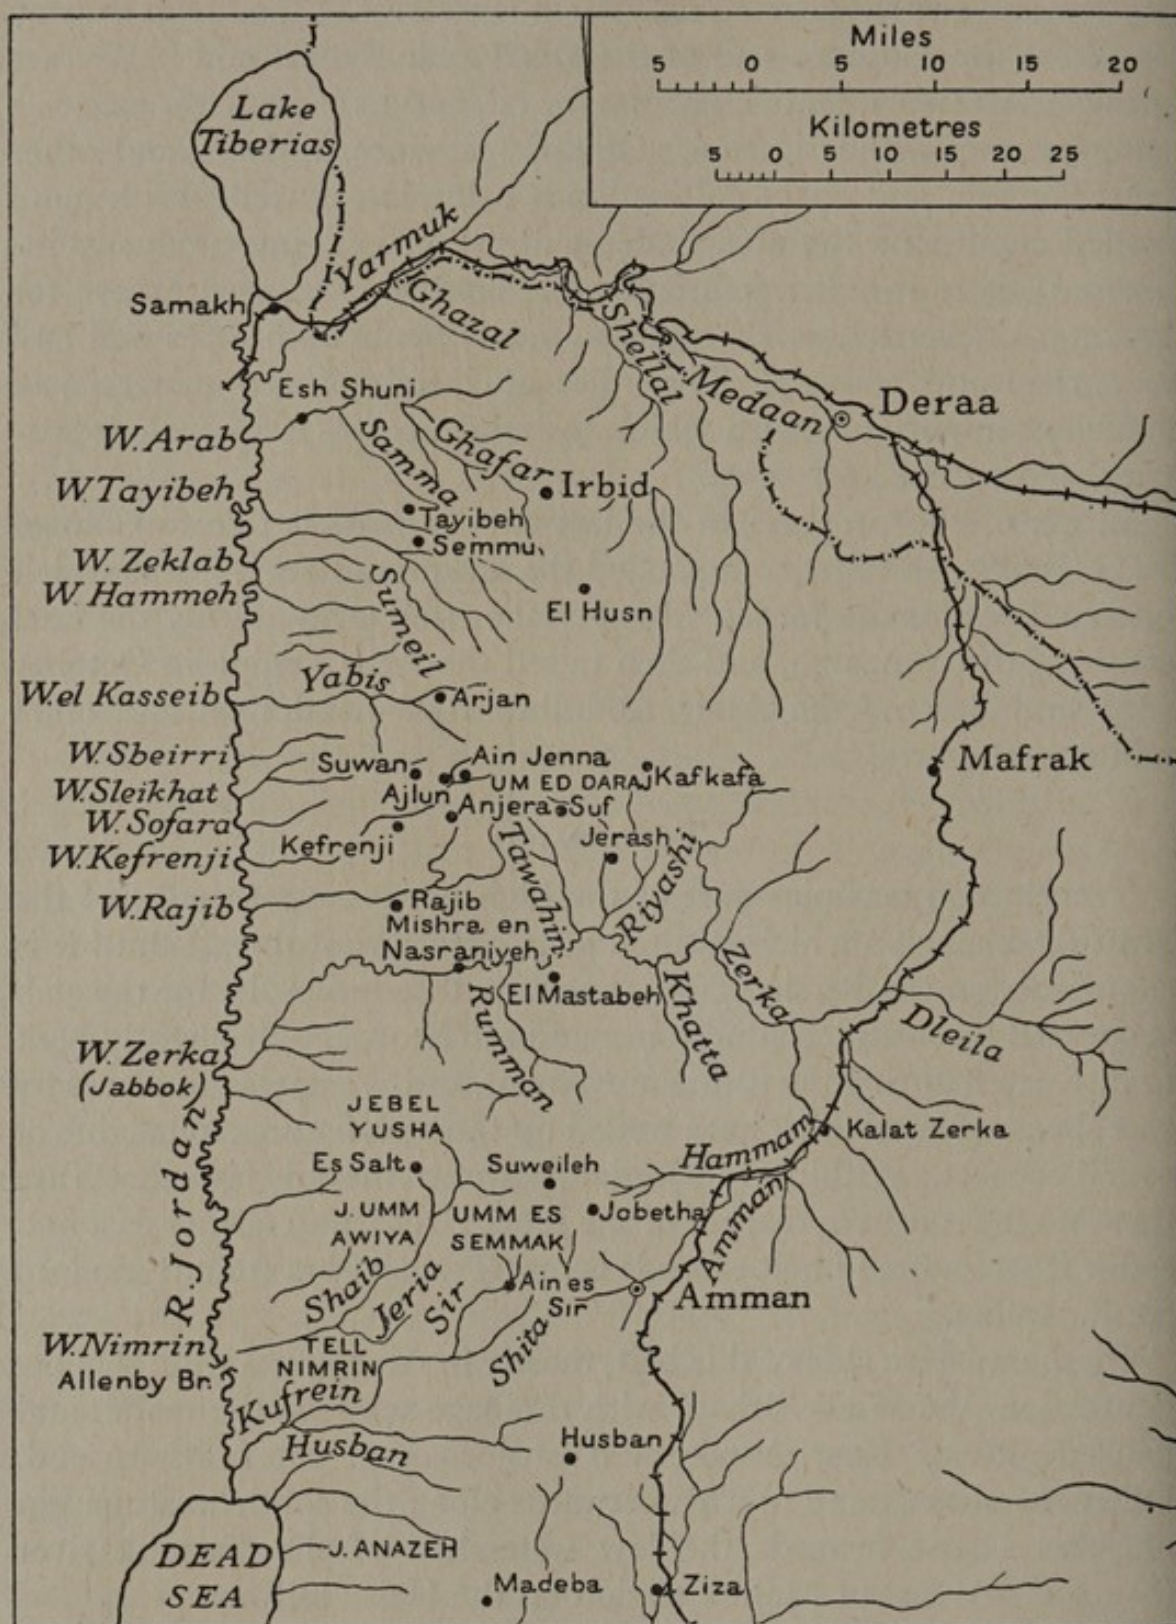 Miles
5 0 5 10 15 20
Kilometres
5 0 5 10 15 20 25
Lake
Tiberias
Yarmuk
Samakh
Ghazal
Sheilal
Esh Shuni
Medaan
Deraa
W. Arab
Samma
Ghafar
W. Tayibeh
Irbid
Tayibeh
Semmu
W. Zeklab
W. Hammeh
Sumeil
El Husn
W. el Kasseib
Yabis
Arjan
W. Sbeirri
Suwan
Ain Jenna
UM ED DARAJ
Kafkafa
Mafrak
W. Sleikhat
Ajlun
Anjera
Suf
W. Sofara
Kefrenji
W. Kefrenji
Tawahin
Jerash
Riyashi
W. Rajib
Rajib
Mishra en
Nasraniyeh
Zerka
El Mastabeh
Rumman
Khatta
Dleila
W. Zerka
(Jabbok)
JEBEL
YUSHA
R. Jordan
Hammam
Kalat Zerka
Es Salt
Suweileh
J. UMM
AWIYA
UMM ES
SEMMAK
Jobetha
Amman
Shaib
Jeria
Sir
Ain es
Sir
Amman
Shita
W. Nimrin
TELL
NIMRIN
Allenby Br.
Kufrein
Husban
Husban
DEAD
SEA
J. ANAZEH
Madeba
Ziza